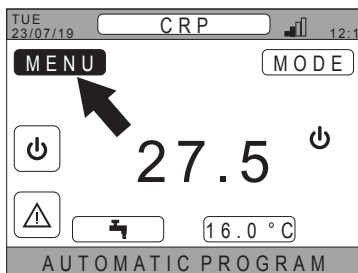 TUE
23/07/19 CRP 12:1
MENU MODE
27.5
16.0 °C
AUTOMATIC PROGRAM